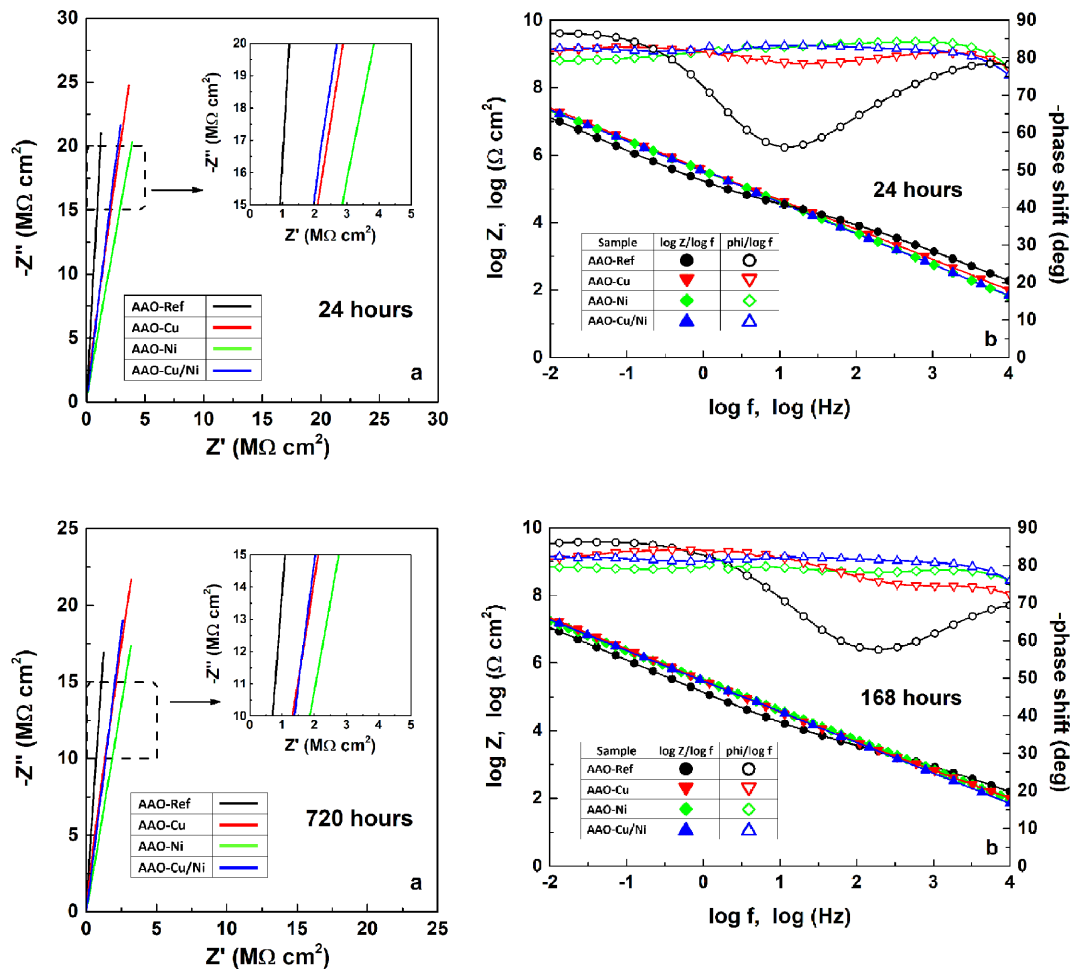 30
25
20
15
10
5
0
-Z'' (MΩ cm²)
0 5 10 15 20 25 30
Z' (MΩ cm²)
20
19
18
17
16
15
-Z'' (MΩ cm²)
0 1 2 3 4 5
Z' (MΩ cm²)
AAO-Ref
AAO-Cu
AAO-Ni
AAO-Cu/Ni
24 hours
a
b
10
8
6
4
2
0
log Z, log (Ω cm²)
-2 -1 0 1 2 3 4
log f, log (Hz)
90
80
70
60
50
40
30
20
10
0
-phase shift (deg)
24 hours
Sample log Z/log f phi/log f
AAO-Ref
AAO-Cu
AAO-Ni
AAO-Cu/Ni
b
25
20
15
10
5
0
-Z'' (MΩ cm²)
0 5 10 15 20 25
Z' (MΩ cm²)
15
14
13
12
11
10
-Z'' (MΩ cm²)
0 1 2 3 4 5
Z' (MΩ cm²)
AAO-Ref
AAO-Cu
AAO-Ni
AAO-Cu/Ni
720 hours
a
b
10
8
6
4
2
0
log Z, log (Ω cm²)
-2 -1 0 1 2 3 4
log f, log (Hz)
90
80
70
60
50
40
30
20
10
0
-phase shift (deg)
168 hours
Sample log Z/log f phi/log f
AAO-Ref
AAO-Cu
AAO-Ni
AAO-Cu/Ni
b